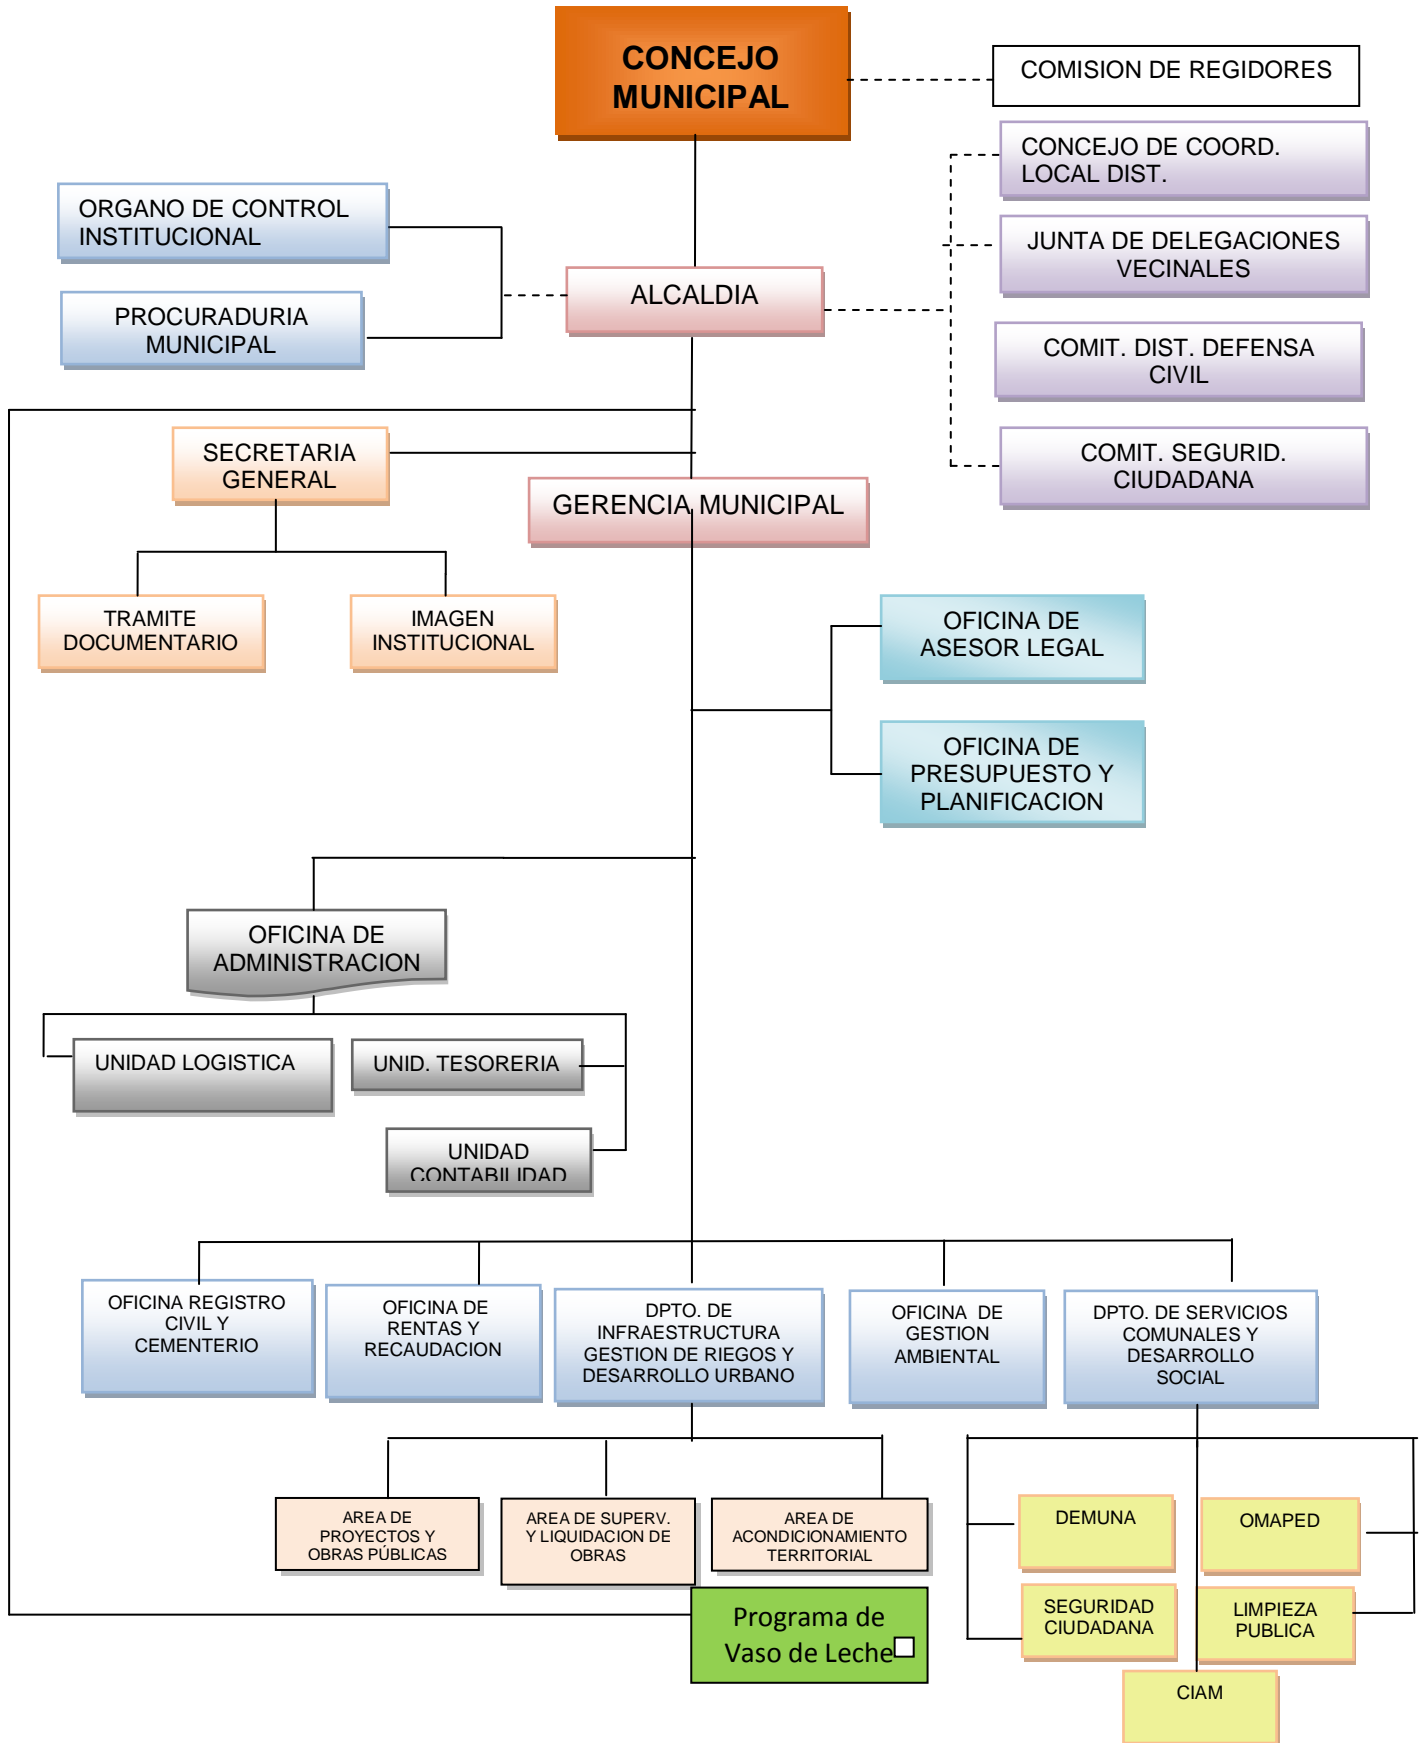 CONCEJO
MUNICIPAL
COMISION DE REGIDORES
CONCEJO DE COORD.
LOCAL DIST.
ORGANO DE CONTROL
INSTITUCIONAL
JUNTA DE DELEGACIONES
VECINALES
ALCALDIA
PROCURADURIA
MUNICIPAL
COMIT. DIST. DEFENSA
CIVIL
SECRETARIA
GENERAL
COMIT. SEGURID.
CIUDADANA
GERENCIA MUNICIPAL
TRAMITE
DOCUMENTARIO
IMAGEN
INSTITUCIONAL
OFICINA DE
ASESOR LEGAL
OFICINA DE
PRESUPUESTO Y
PLANIFICACION
OFICINA DE
ADMINISTRACION
UNIDAD LOGISTICA
UNID. TESORERIA
UNIDAD
CONTABILIDAD
OFICINA REGISTRO
CIVIL Y
CEMENTERIO
OFICINA DE
RENTAS Y
RECAUDACION
DPTO. DE
INFRAESTRUCTURA
GESTION DE RIEGOS Y
DESARROLLO URBANO
OFICINA DE
GESTION
AMBIENTAL
DPTO. DE SERVICIOS
COMUNALES Y
DESARROLLO
SOCIAL
AREA DE
PROYECTOS Y
OBRAS PÚBLICAS
AREA DE SUPERV.
Y LIQUIDACION DE
OBRAS
AREA DE
ACONDICIONAMIENTO
TERRITORIAL
DEMUNA
OMAPED
SEGURIDAD
CIUDADANA
LIMPIEZA
PUBLICA
Programa de
Vaso de Leche
CIAM